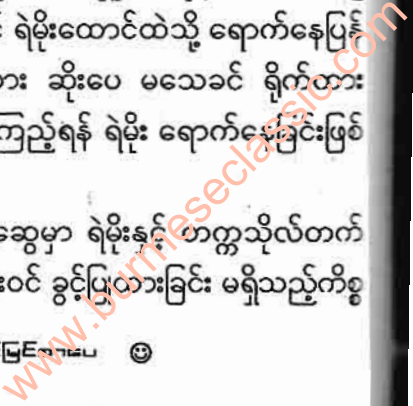 ရဲမိုးထောင်ထဲသို့ ရောက်နေပြန်
ဆိုးပေ မသေခင် ရိုက်ထား
ကြည့်ရန် ရဲမိုး ရောက်နေခြင်းဖြစ်
ဆွေမှာ ရဲမိုးနှင့် တက္ကသိုလ်တက်
ဝင် ခွင့်ပြုထားခြင်း မရှိသည့်ကိစ္စ
www.burmeseclassic.com